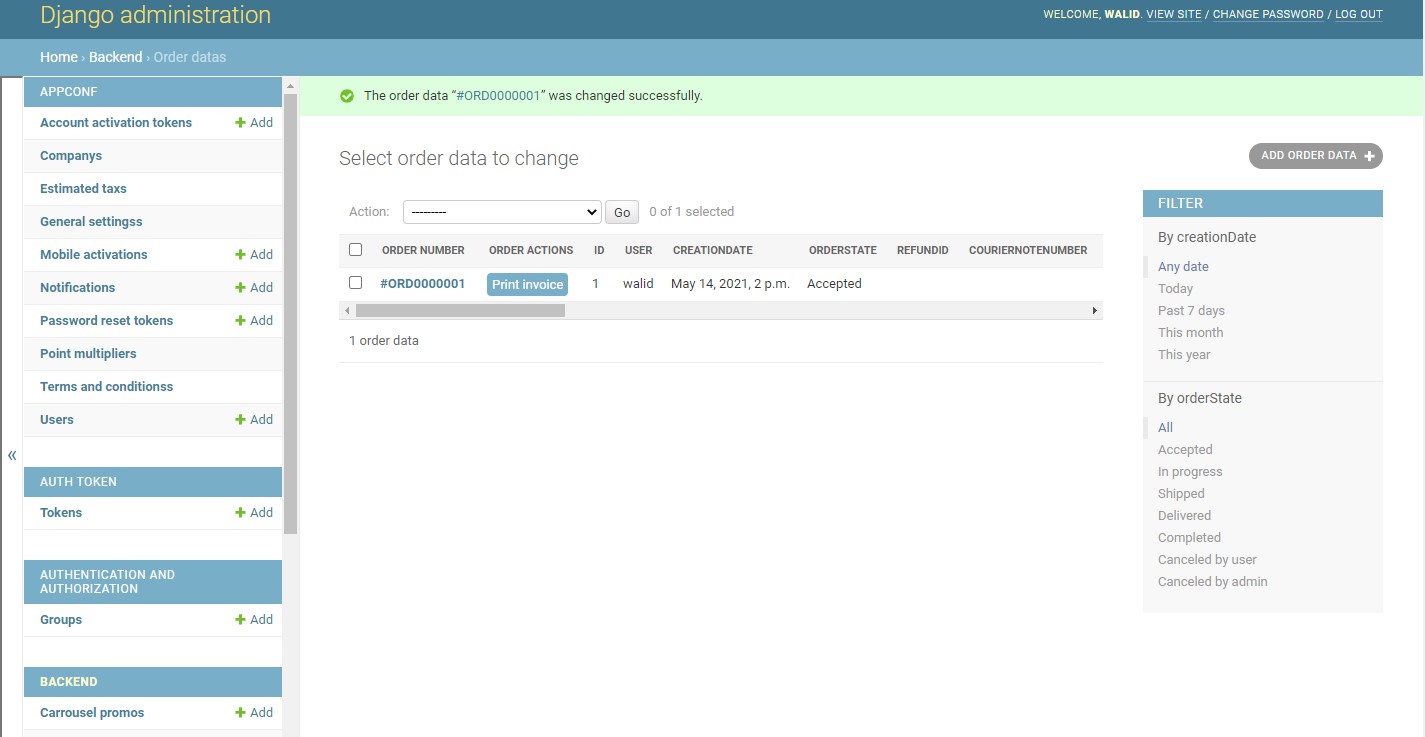 Django administration
WELCOME, WALID. VIEW SITE / CHANGE PASSWORD / LOG OUT
Home › Backend › Order datas
APPCONF
Account activation tokens + Add
Companys
Estimated taxs
General settingss
Mobile activations + Add
Notifications + Add
Password reset tokens + Add
Point multipliers
Terms and conditionss
Users + Add
«
AUTH TOKEN
Tokens + Add
AUTHENTICATION AND
AUTHORIZATION
Groups + Add
BACKEND
Carrousel promos + Add
The order data “#ORD0000001” was changed successfully.
Select order data to change
ADD ORDER DATA +
Action: --------- Go 0 of 1 selected
ORDER NUMBER ORDER ACTIONS ID USER CREATIONDATE ORDERSTATE REFUNDID COURIERNOTENUMBER
#ORD0000001 Print invoice 1 walid May 14, 2021, 2 p.m. Accepted
1 order data
FILTER
By creationDate
Any date
Today
Past 7 days
This month
This year
By orderState
All
Accepted
In progress
Shipped
Delivered
Completed
Canceled by user
Canceled by admin